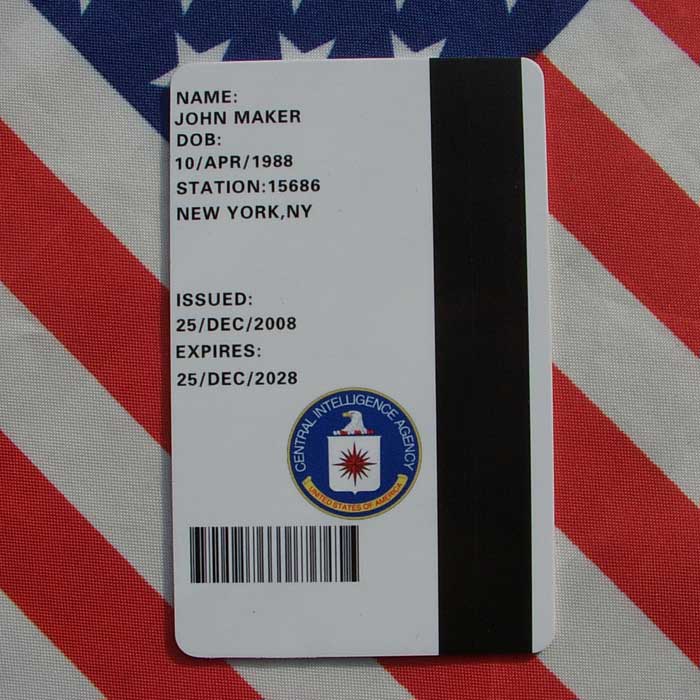 NAME:
JOHN MAKER
DOB:
10/APR/1988
STATION:15686
NEW YORK,NY
ISSUED:
25/DEC/2008
EXPIRES:
25/DEC/2028
CENTRAL INTELLIGENCE AGENCY
UNITED STATES OF AMERICA